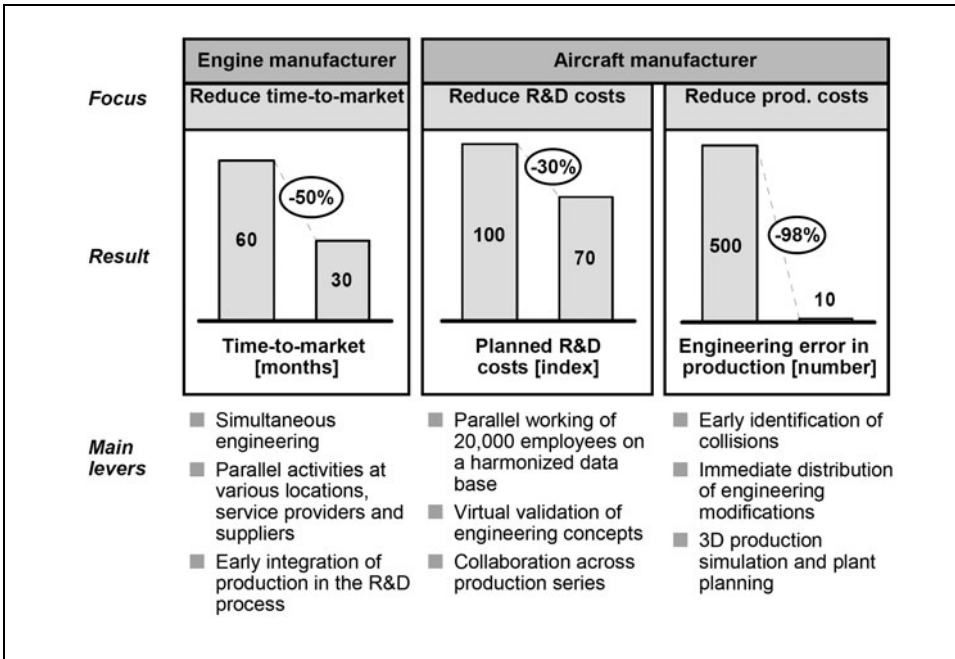 Engine manufacturer
Aircraft manufacturer
Focus
Reduce time-to-market
Reduce R&D costs
Reduce prod. costs
Result
60
-50%
30
Time-to-market
[months]
100
-30%
70
Planned R&D
costs [index]
500
-98%
10
Engineering error in
production [number]
Main
levers
Simultaneous
engineering
Parallel activities at
various locations,
service providers and
suppliers
Early integration of
production in the R&D
process
Parallel working of
20,000 employees on
a harmonized data
base
Virtual validation of
engineering concepts
Collaboration across
production series
Early identification of
collisions
Immediate distribution
of engineering
modifications
3D production
simulation and plant
planning